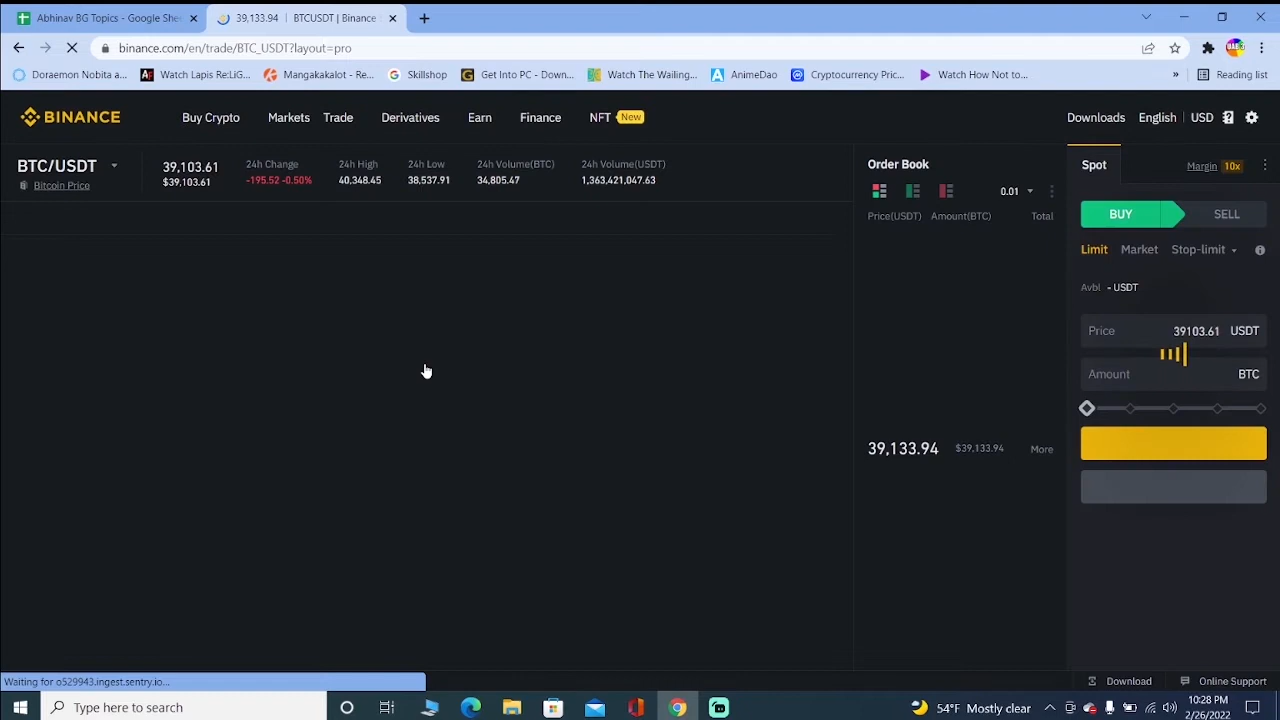 Abhinav BG Topics - Google She
39,133.94 | BTCUSDT | Binance
binance.com/en/trade/BTC_USDT?layout=pro
Doraemon Nobita a...
Watch Lapis Re:LiG...
Mangakakalot - Re...
Skillshop
Get Into PC - Down...
Watch The Wailing...
AnimeDao
Cryptocurrency Pric...
Watch How Not to...
»
Reading list
BINANCE
Buy Crypto
Markets
Trade
Derivatives
Earn
Finance
NFT New
Downloads
English
USD
BTC/USDT
Bitcoin Price
39,103.61
$39,103.61
24h Change
-195.52 -0.50%
24h High
40,348.45
24h Low
38,537.91
24h Volume(BTC)
34,805.47
24h Volume(USDT)
1,363,421,047.63
Order Book
0.01
Price(USDT) Amount(BTC) Total
39,133.94 $39,133.94 More
Spot
Margin 10x
BUY
SELL
Limit
Market
Stop-limit
Avbl - USDT
Price 39103.61 USDT
Amount BTC
Waiting for o529943.ingest.sentry.io...
Download
Online Support
Type here to search
54°F Mostly clear
10:28 PM
2/26/2022